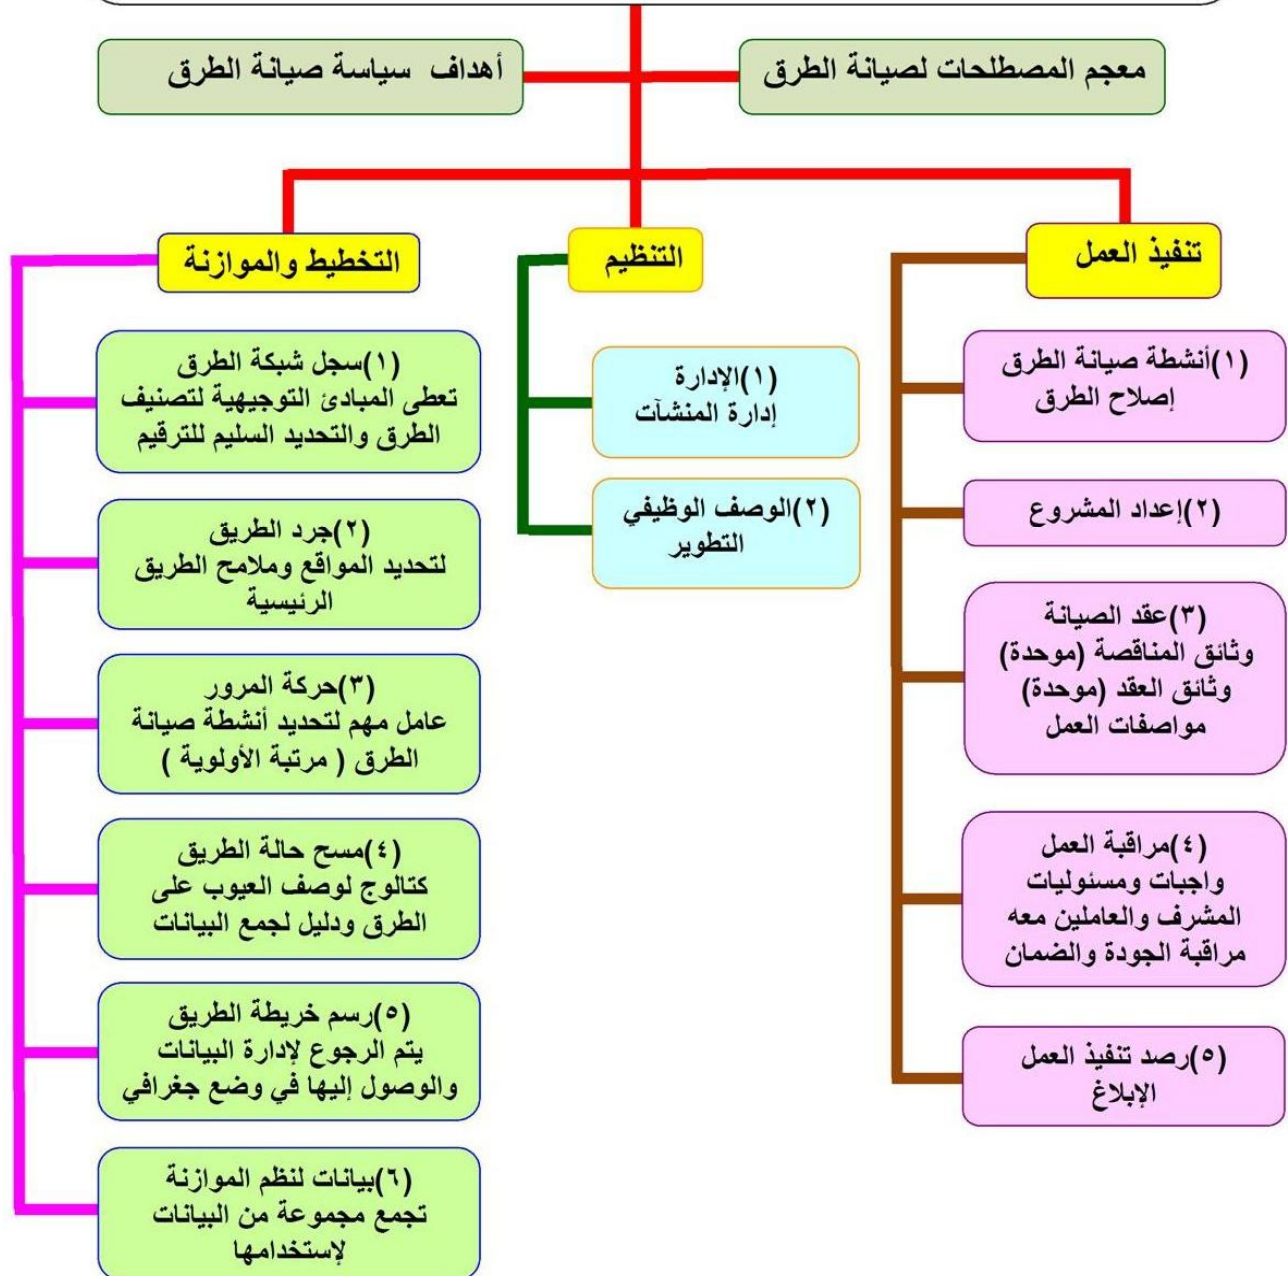 معجم المصطلحات لصيانة الطرق
أهداف سياسة صيانة الطرق
تنفيذ العمل
(١)أنشطة صيانة الطرق
إصلاح الطرق
(٢)إعداد المشروع
(٣)عقد الصيانة
وثائق المناقصة (موحدة)
وثائق العقد (موحدة)
مواصفات العمل
(٤)مراقبة العمل
واجبات ومسئوليات
المشرف والعاملين معه
مراقبة الجودة والضمان
(٥)رصد تنفيذ العمل
الإبلاغ
التنظيم
(١)الإدارة
إدارة المنشآت
(٢)الوصف الوظيفي
التطوير
التخطيط والموازنة
(١)سجل شبكة الطرق
تعطى المبادئ التوجيهية لتصنيف
الطرق والتحديد السليم للترقيم
(٢)جرد الطريق
لتحديد المواقع وملامح الطريق
الرئيسية
(٣)حركة المرور
عامل مهم لتحديد أنشطة صيانة
الطرق ( مرتبة الأولوية )
(٤)مسح حالة الطريق
كتالوج لوصف العيوب على
الطرق ودليل لجمع البيانات
(٥)رسم خريطة الطريق
يتم الرجوع لإدارة البيانات
والوصول إليها في وضع جغرافي
(٦)بيانات لنظم الموازنة
تجمع مجموعة من البيانات
لإستخدامها